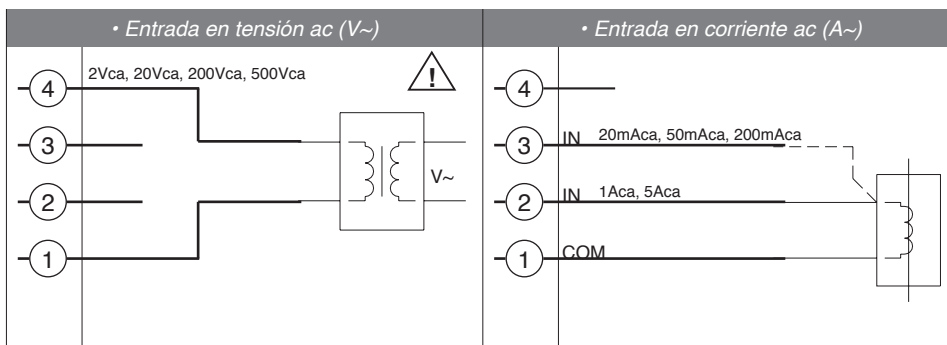 • Entrada en tensión ac (V~)
4
2Vca, 20Vca, 200Vca, 500Vca
!
3
2
V~
1
• Entrada en corriente ac (A~)
4
3
IN 20mAca, 50mAca, 200mAca
2
IN 1Aca, 5Aca
1
COM